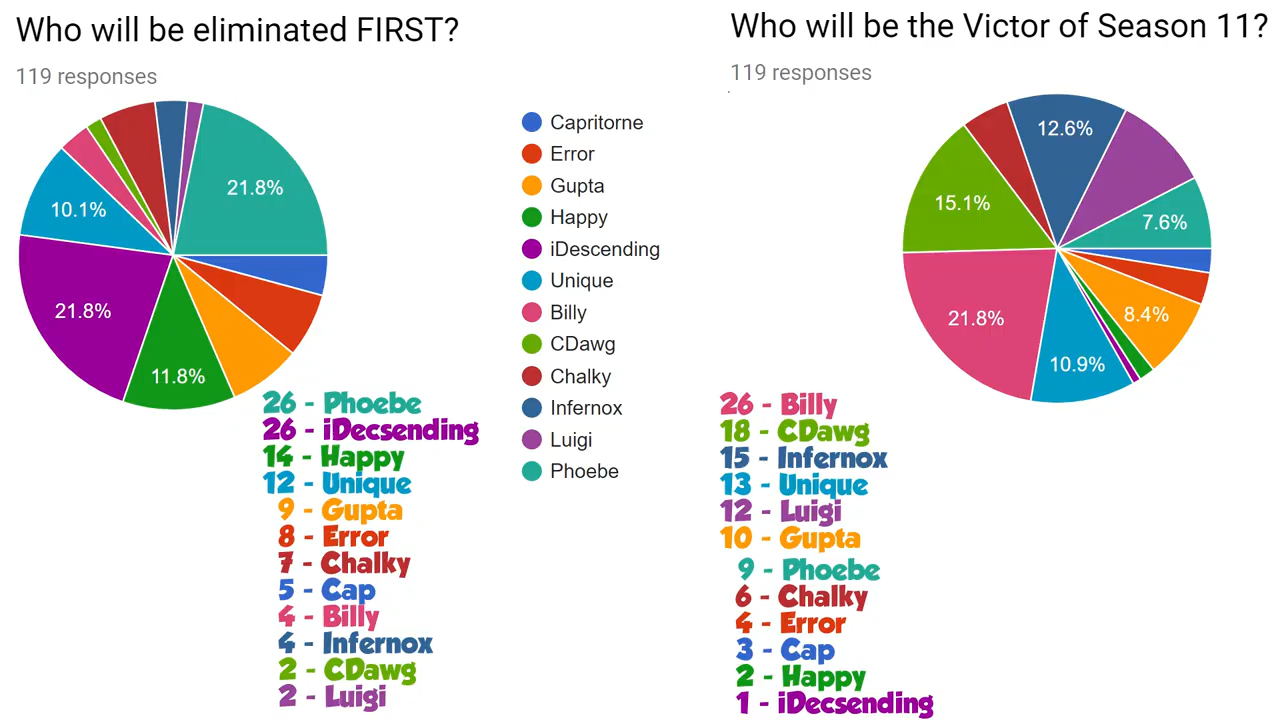 Who will be eliminated FIRST?
119 responses
21.8%
10.1%
21.8%
11.8%
Capritorne
Error
Gupta
Happy
iDescending
Unique
Billy
CDawg
Chalky
Infernox
Luigi
Phoebe
26 - Phoebe
26 - iDecsending
14 - Happy
12 - Unique
9 - Gupta
8 - Error
7 - Chalky
5 - Cap
4 - Billy
4 - Infernox
2 - CDawg
2 - Luigi
Who will be the Victor of Season 11?
119 responses
12.6%
15.1%
7.6%
8.4%
21.8%
10.9%
26 - Billy
18 - CDawg
15 - Infernox
13 - Unique
12 - Luigi
10 - Gupta
9 - Phoebe
6 - Chalky
4 - Error
3 - Cap
2 - Happy
1 - iDecsending